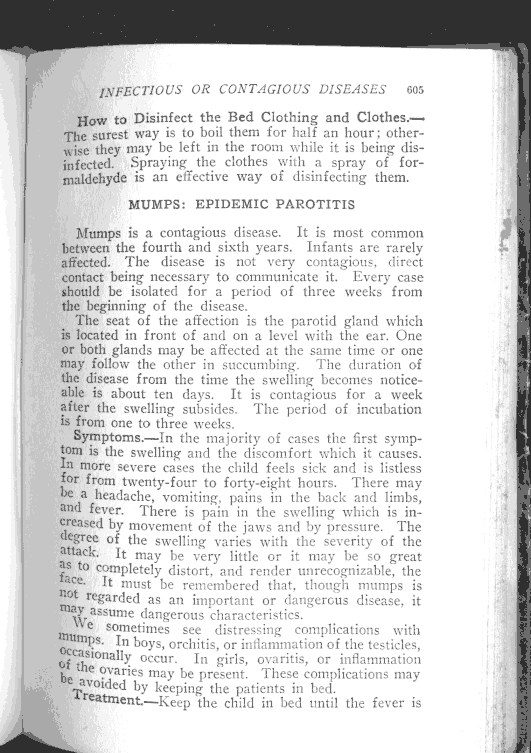 INFECTIOUS OR CONTAGIOUS DISEASES 605
How to Disinfect the Bed Clothing and Clothes.—
The surest way is to boil them for half an hour; other-
wise they may be left in the room while it is being dis-
infected. Spraying the clothes with a spray of for-
maldehyde is an effective way of disinfecting them.
MUMPS: EPIDEMIC PAROTITIS
Mumps is a contagious disease. It is most common
between the fourth and sixth years. Infants are rarely
affected. The disease is not very contagious, direct
contact being necessary to communicate it. Every case
should be isolated for a period of three weeks from
the beginning of the disease.
The seat of the affection is the parotid gland which
is located in front of and on a level with the ear. One
or both glands may be affected at the same time or one
may follow the other in succumbing. The duration of
the disease from the time the swelling becomes notice-
able is about ten days. It is contagious for a week
after the swelling subsides. The period of incubation
is from one to three weeks.
Symptoms.—In the majority of cases the first symp-
tom is the swelling and the discomfort which it causes.
In more severe cases the child feels sick and is listless
for from twenty-four to forty-eight hours. There may
be a headache, vomiting, pains in the back and limbs,
and fever. There is pain in the swelling which is in-
creased by movement of the jaws and by pressure. The
degree of the swelling varies with the severity of the
attack. It may be very little or it may be so great
as to completely distort, and render unrecognizable, the
face. It must be remembered that, though mumps is
not regarded as an important or dangerous disease, it
may assume dangerous characteristics.
We sometimes see distressing complications with
mumps. In boys, orchitis, or inflammation of the testicles,
occasionally occur. In girls, ovaritis, or inflammation
of the ovaries may be present. These complications may
be avoided by keeping the patients in bed.
Treatment.—Keep the child in bed until the fever is